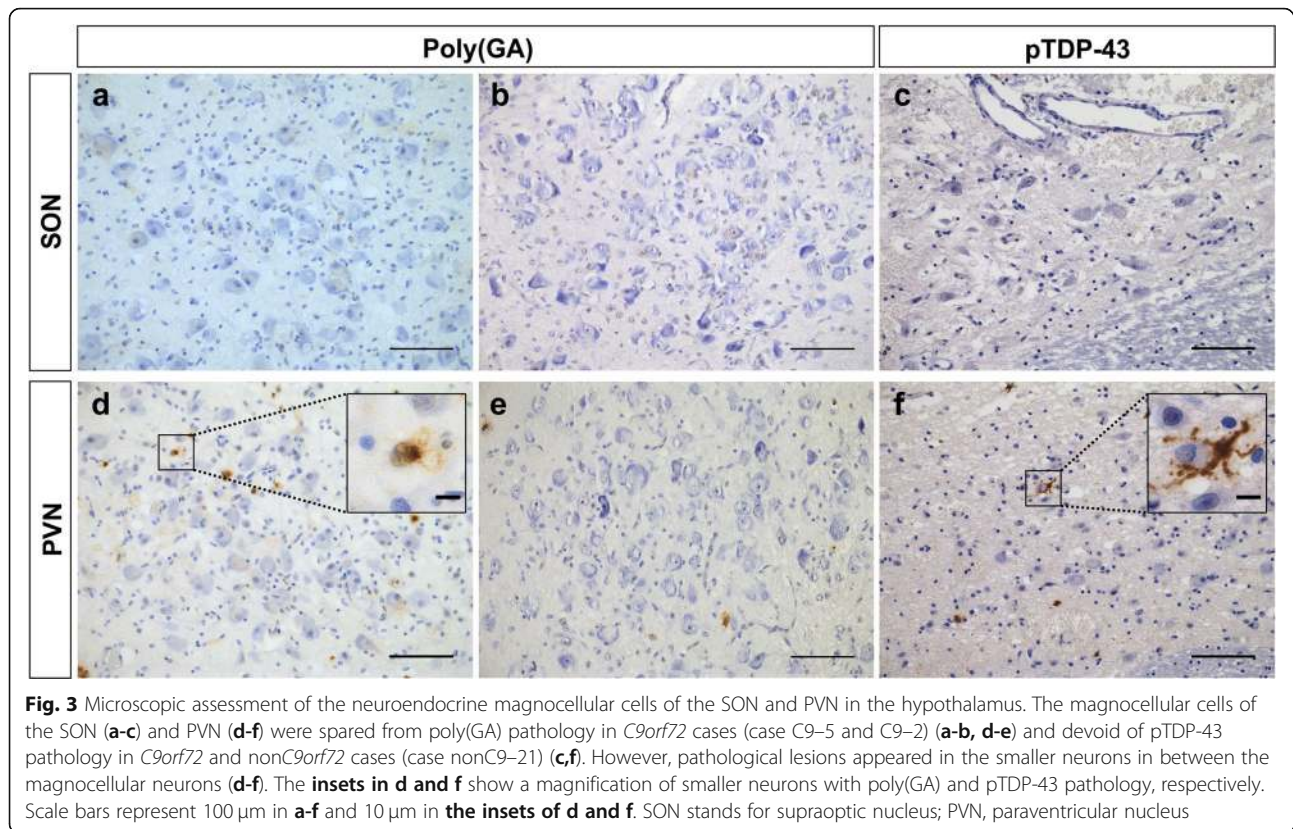 Poly(GA) pTDP-43
SON
a b c
PVN
d e f
Fig. 3 Microscopic assessment of the neuroendocrine magnocellular cells of the SON and PVN in the hypothalamus. The magnocellular cells of
the SON (a-c) and PVN (d-f) were spared from poly(GA) pathology in C9orf72 cases (case C9–5 and C9–2) (a-b, d-e) and devoid of pTDP-43
pathology in C9orf72 and nonC9orf72 cases (case nonC9–21) (c,f). However, pathological lesions appeared in the smaller neurons in between the
magnocellular neurons (d-f). The insets in d and f show a magnification of smaller neurons with poly(GA) and pTDP-43 pathology, respectively.
Scale bars represent 100 μm in a-f and 10 μm in the insets of d and f. SON stands for supraoptic nucleus; PVN, paraventricular nucleus